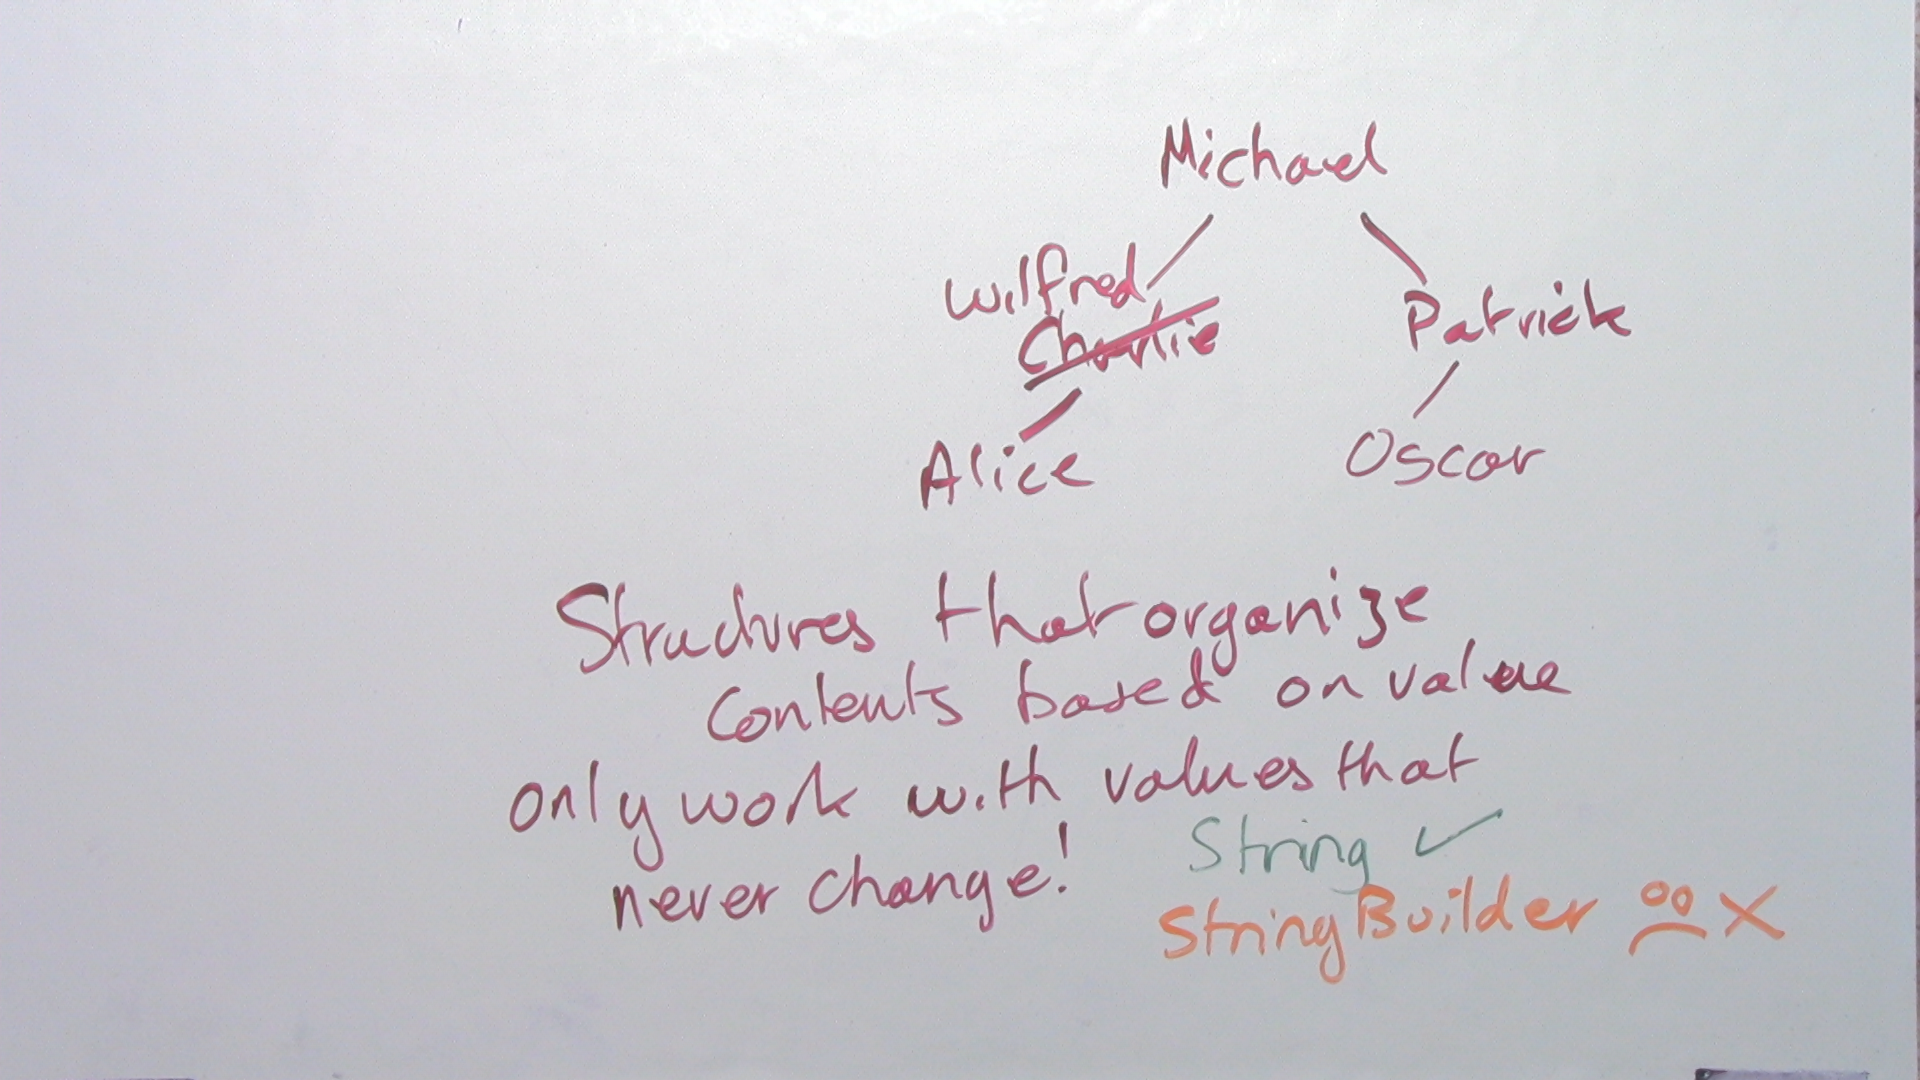 Michael
Wilfred
Charlie
Patrick
Alice
Oscar
Structures that organize
contents based on value
only work with values that
never change!
String ✓
StringBuilder X